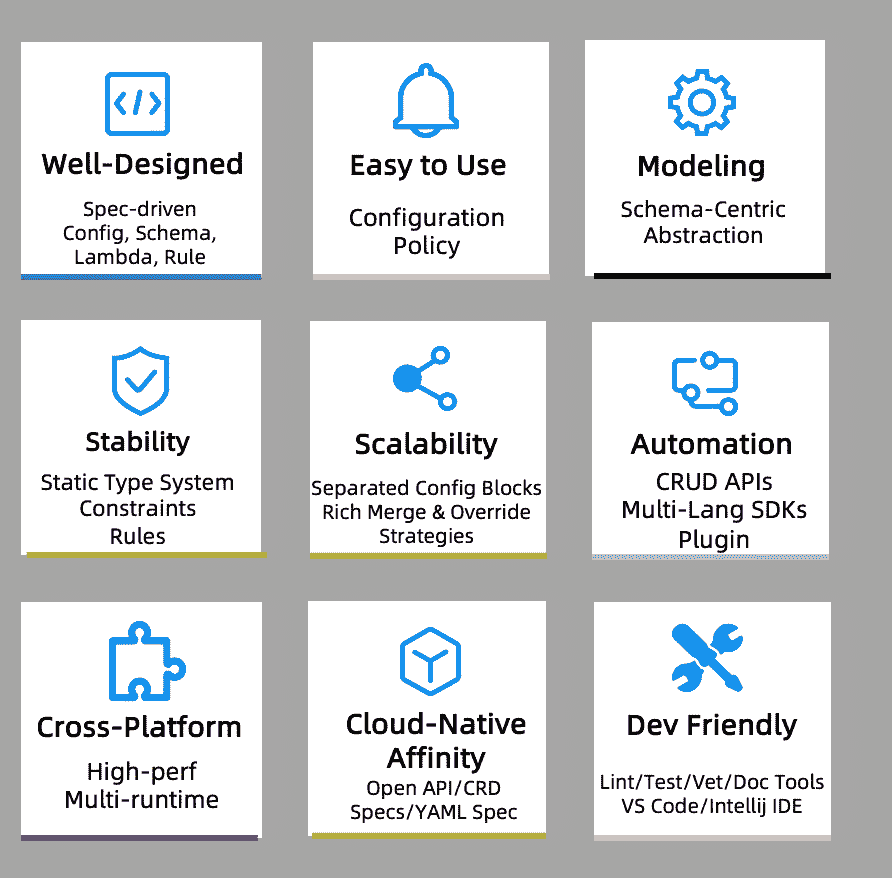 Well-Designed
Spec-driven
Config, Schema,
Lambda, Rule
Easy to Use
Configuration
Policy
Modeling
Schema-Centric
Abstraction
Stability
Static Type System
Constraints
Rules
Scalability
Separated Config Blocks
Rich Merge & Override
Strategies
Automation
CRUD APIs
Multi-Lang SDKs
Plugin
Cross-Platform
High-perf
Multi-runtime
Cloud-Native
Affinity
Open API/CRD
Specs/YAML Spec
Dev Friendly
Lint/Test/Vet/Doc Tools
VS Code/Intellij IDE